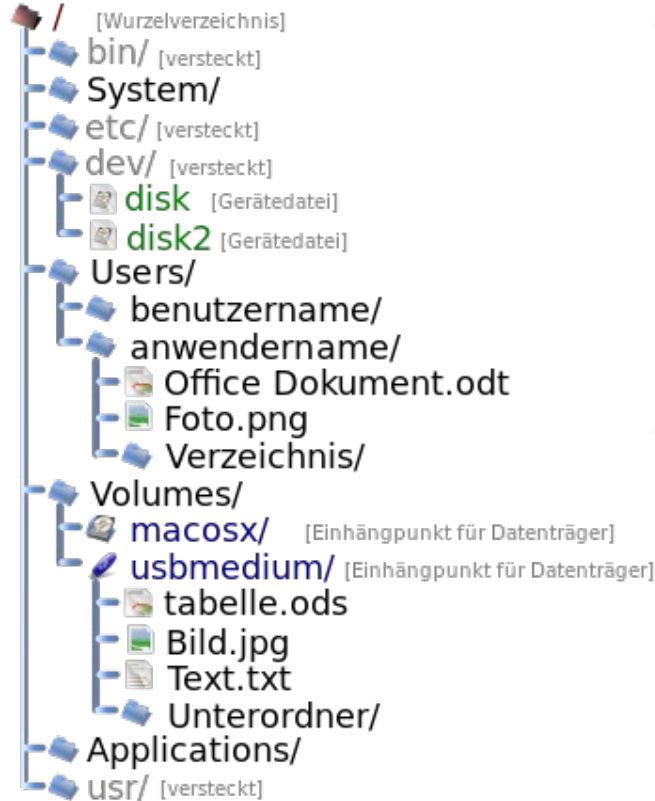 / [Wurzelverzeichnis]
bin/ [versteckt]
System/
etc/ [versteckt]
dev/ [versteckt]
disk [Gerätedatei]
disk2 [Gerätedatei]
Users/
benutzername/
anwendername/
Office Dokument.odt
Foto.png
Verzeichnis/
Volumes/
macosx/ [Einhängpunkt für Datenträger]
usbmedium/ [Einhängpunkt für Datenträger]
tabelle.ods
Bild.jpg
Text.txt
Unterordner/
Applications/
usr/ [versteckt]